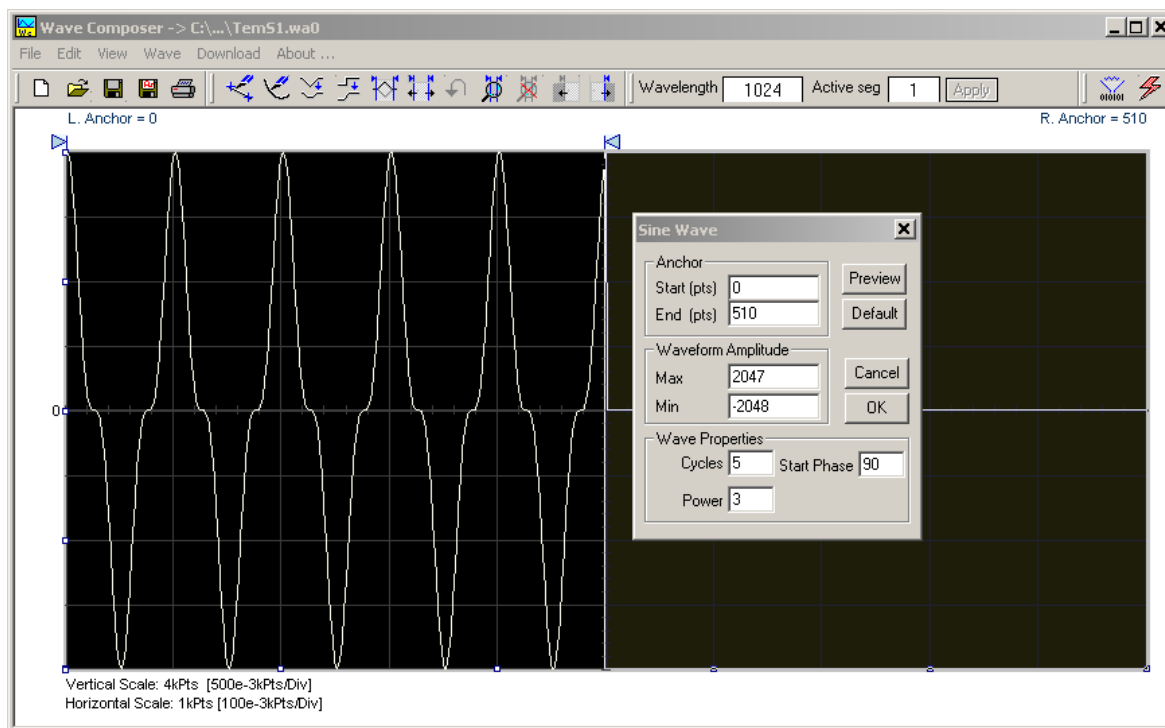 Wave Composer -> C:\...\TemS1.wa0
File Edit View Wave Download About ...
Wavelength 1024 Active seg 1 Apply
010101
L. Anchor = 0
R. Anchor = 510
0
Sine Wave
Anchor
Start (pts) 0
End (pts) 510
Preview
Default
Waveform Amplitude
Max 2047
Min -2048
Cancel
OK
Wave Properties
Cycles 5 Start Phase 90
Power 3
Vertical Scale: 4kPts [500e-3kPts/Div]
Horizontal Scale: 1kPts [100e-3kPts/Div]